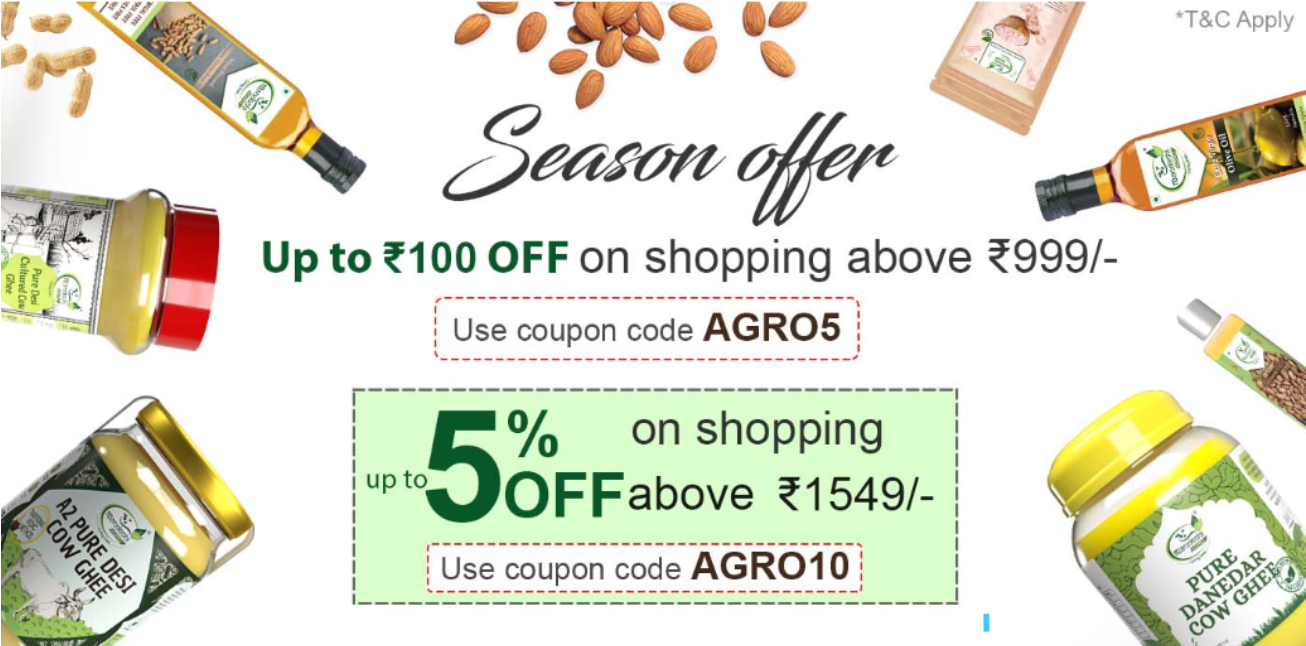 *T&C Apply
Season offer
Up to ₹100 OFF on shopping above ₹999/-
Use coupon code AGRO5
up to 5% OFF on shopping above ₹1549/-
Use coupon code AGRO10
Olive Oil
Pure Desi
Cultured Cow
Ghee
A2 PURE DESI
COW GHEE
PURE
DANEDAR
COW GHEE